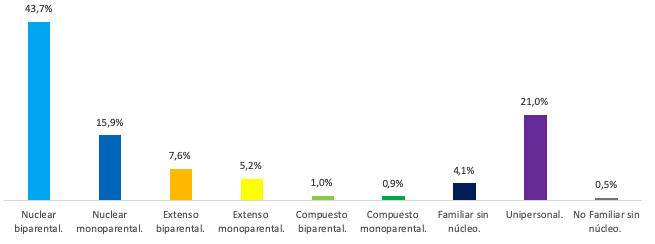 43,7%
15,9%
7,6%
5,2%
1,0%
0,9%
4,1%
21,0%
0,5%
Nuclear
biparental.
Nuclear
monoparental.
Extenso
biparental.
Extenso
monoparental.
Compuesto
biparental.
Compuesto
monoparental.
Familiar sin
núcleo.
Unipersonal.
No Familiar sin
núcleo.